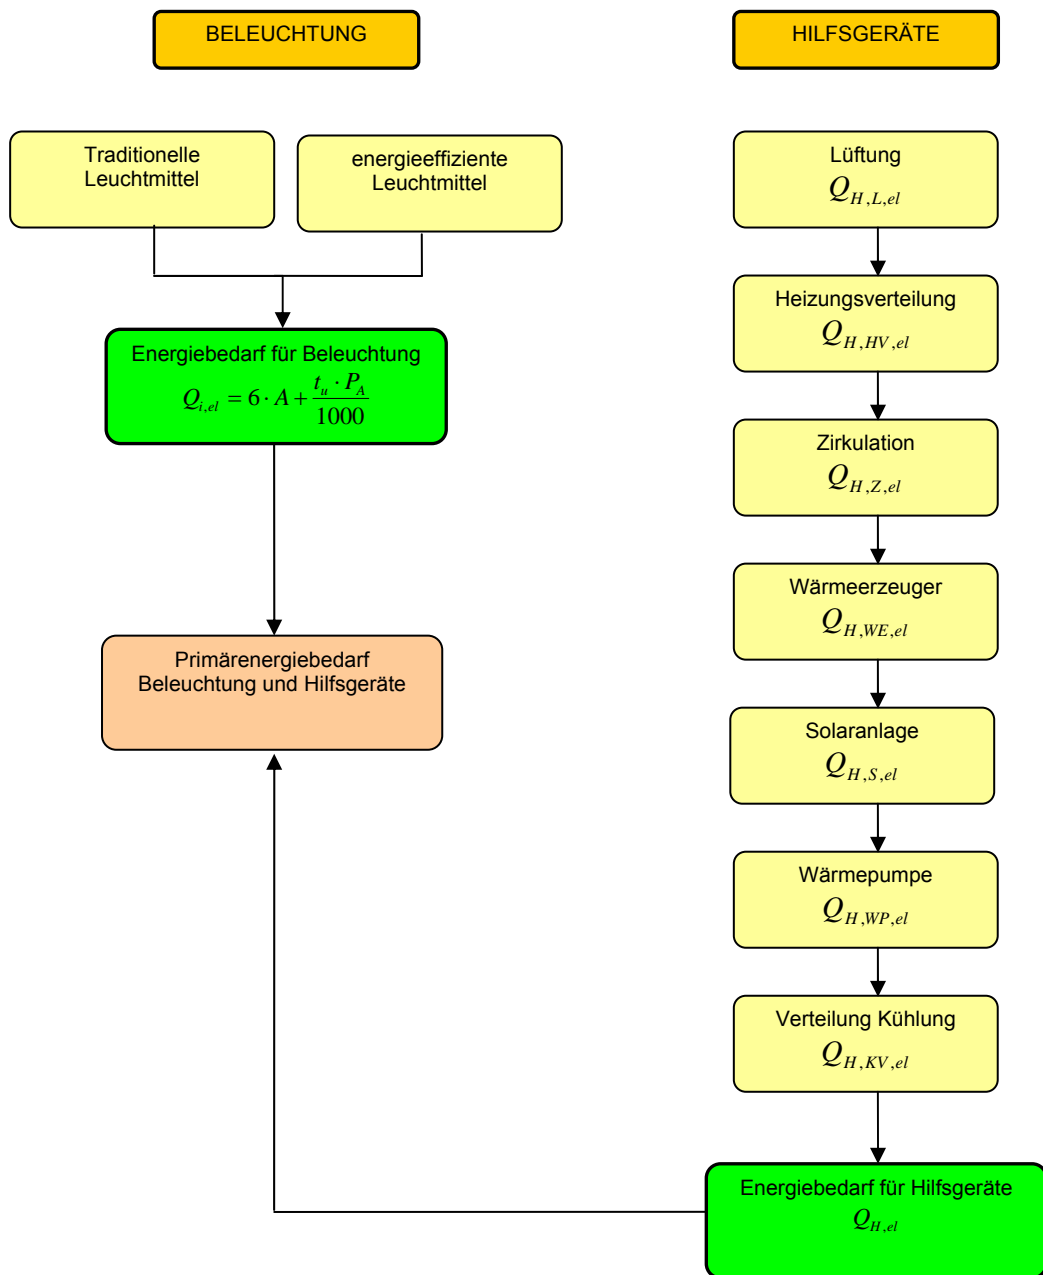 BELEUCHTUNG
HILFSGERÄTE
Traditionelle
Leuchtmittel
energieeffiziente
Leuchtmittel
Energiebedarf für Beleuchtung
Q_{i,el} = 6 · A + \frac{t_u · P_A}{1000}
Primärenergiebedarf
Beleuchtung und Hilfsgeräte
Lüftung
Q_{H,L,el}
Heizungsverteilung
Q_{H,HV,el}
Zirkulation
Q_{H,Z,el}
Wärmeerzeuger
Q_{H,WE,el}
Solaranlage
Q_{H,S,el}
Wärmepumpe
Q_{H,WP,el}
Verteilung Kühlung
Q_{H,KV,el}
Energiebedarf für Hilfsgeräte
Q_{H,el}